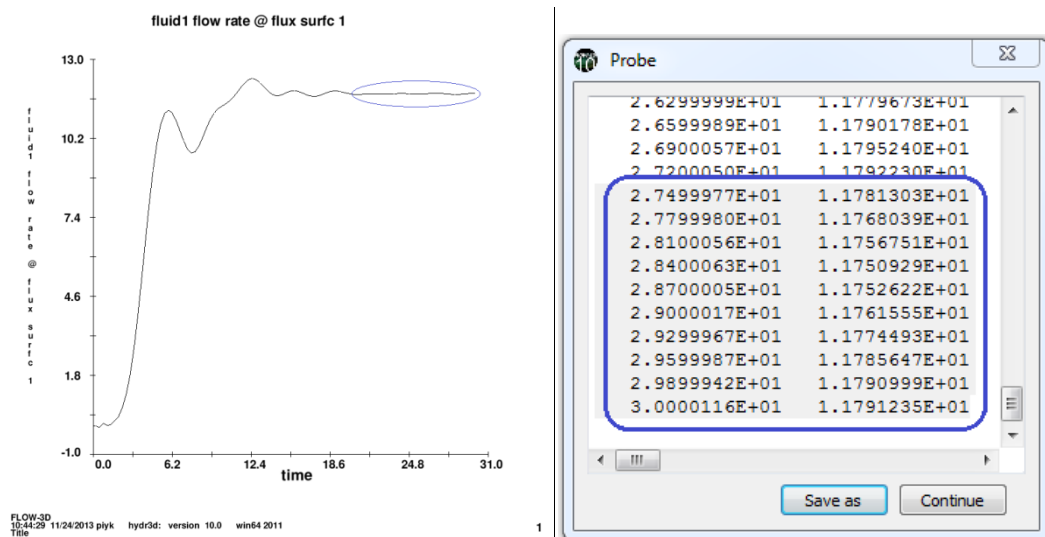 fluid1 flow rate @ flux surfc 1
13.0
10.2
7.4
4.6
1.8
-1.0
fluid1 flow rate @ flux surfc 1
0.0 6.2 12.4 18.6 24.8 31.0
time
FLOW-3D
10:44:29 11/24/2013 piyk hydr3d: version 10.0 win64 2011
Title
1
Probe
2.6299999E+01 1.1779673E+01
2.6599989E+01 1.1790178E+01
2.6900057E+01 1.1795240E+01
2.7200050E+01 1.1792230E+01
2.7499977E+01 1.1781303E+01
2.7799980E+01 1.1768039E+01
2.8100056E+01 1.1756751E+01
2.8400063E+01 1.1750929E+01
2.8700005E+01 1.1752622E+01
2.9000017E+01 1.1761555E+01
2.9299967E+01 1.1774493E+01
2.9599987E+01 1.1785647E+01
2.9899942E+01 1.1790999E+01
3.0000116E+01 1.1791235E+01
Save as Continue